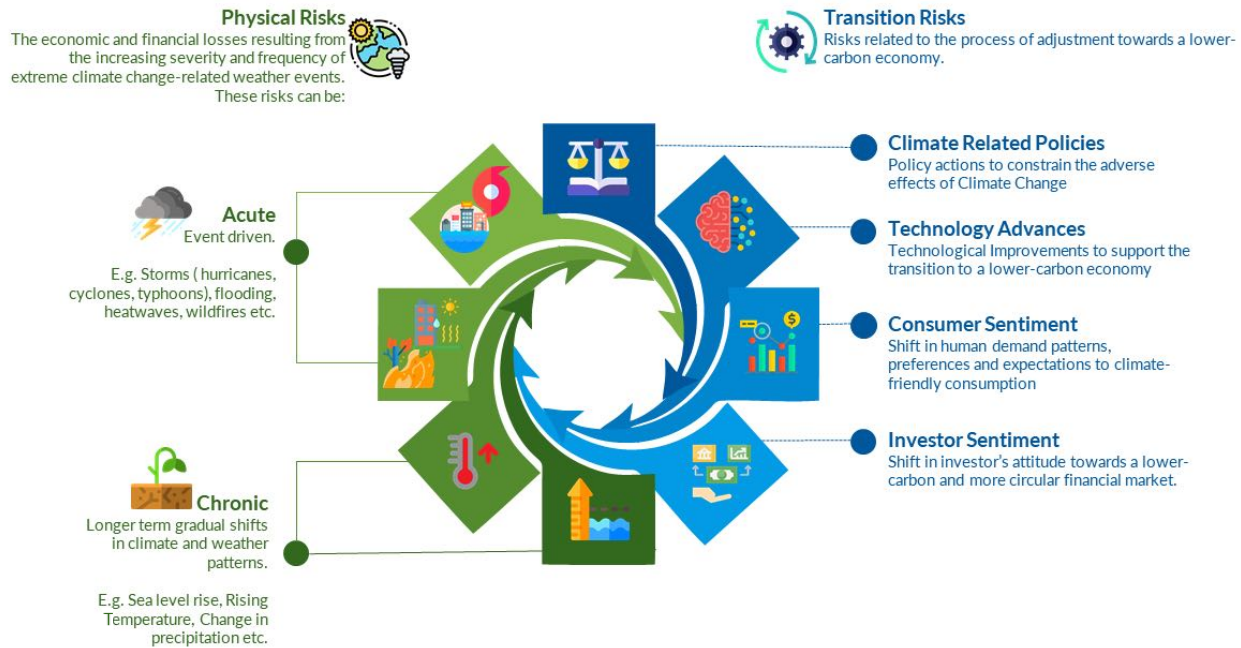 Physical Risks
The economic and financial losses resulting from
the increasing severity and frequency of
extreme climate change-related weather events.
These risks can be:
Transition Risks
Risks related to the process of adjustment towards a lower-
carbon economy.
Acute
Event driven.
E.g. Storms ( hurricanes,
cyclones, typhoons), flooding,
heatwaves, wildfires etc.
Chronic
Longer term gradual shifts
in climate and weather
patterns.
E.g. Sea level rise, Rising
Temperature, Change in
precipitation etc.
Climate Related Policies
Policy actions to constrain the adverse
effects of Climate Change
Technology Advances
Technological Improvements to support the
transition to a lower-carbon economy
Consumer Sentiment
Shift in human demand patterns,
preferences and expectations to climate-
friendly consumption
Investor Sentiment
Shift in investor's attitude towards a lower-
carbon and more circular financial market.